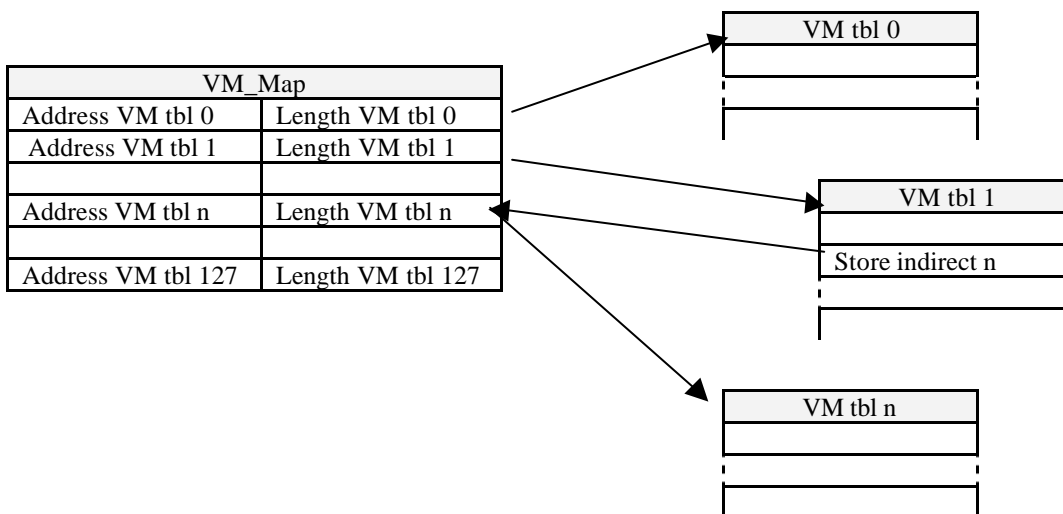 VM_Map
Address VM tbl 0 Length VM tbl 0
Address VM tbl 1 Length VM tbl 1
Address VM tbl n Length VM tbl n
Address VM tbl 127 Length VM tbl 127
VM tbl 0
VM tbl 1
Store indirect n
VM tbl n